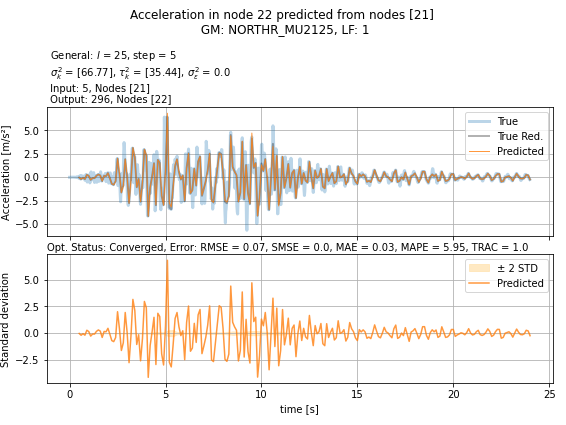 Acceleration in node 22 predicted from nodes [21]
GM: NORTHR_MU2125, LF: 1
General: l = 25, step = 5
σ²ₖ = [66.77], τ²ₖ = [35.44], σ²ε = 0.0
Input: 5, Nodes [21]
Output: 296, Nodes [22]
Acceleration [m/s²]
5.0
2.5
0.0
−2.5
−5.0
True
True Red.
Predicted
Opt. Status: Converged, Error: RMSE = 0.07, SMSE = 0.0, MAE = 0.03, MAPE = 5.95, TRAC = 1.0
Standard deviation
5.0
2.5
0.0
−2.5
± 2 STD
Predicted
0 5 10 15 20 25
time [s]